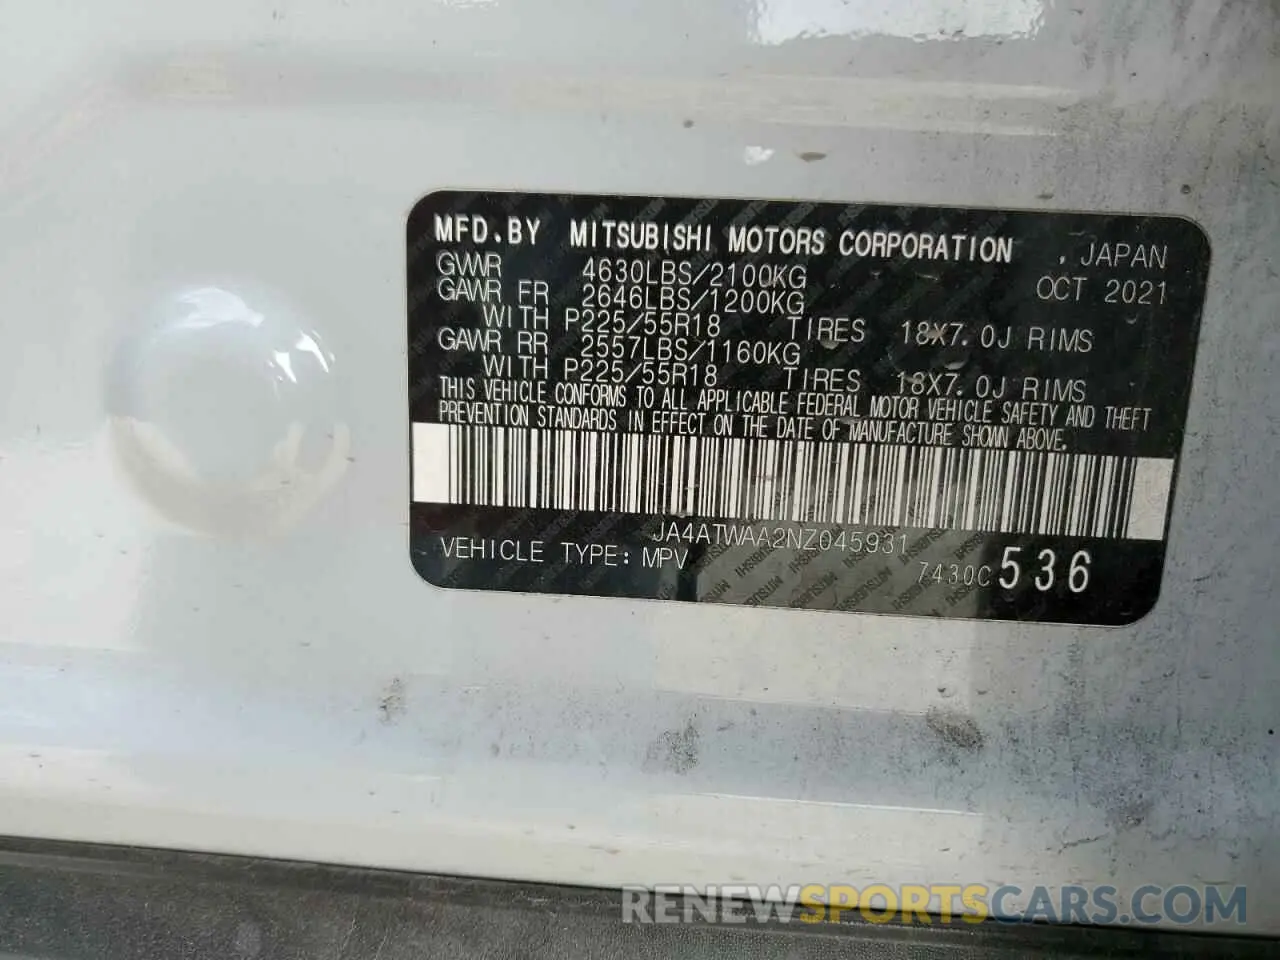 MFD.BY MITSUBISHI MOTORS CORPORATION , JAPAN
GVWR 4630LBS/2100KG OCT 2021
GAWR FR 2646LBS/1200KG
WITH P225/55R18 TIRES 18X7.0J RIMS
GAWR RR 2557LBS/1160KG
WITH P225/55R18 TIRES 18X7.0J RIMS
THIS VEHICLE CONFORMS TO ALL APPLICABLE FEDERAL MOTOR VEHICLE SAFETY AND THEFT
PREVENTION STANDARDS IN EFFECT ON THE DATE OF MANUFACTURE SHOWN ABOVE.
JA4ATWAA2NZ045931
VEHICLE TYPE: MPV 7430C 536
RENEWSPORTSCARS.COM